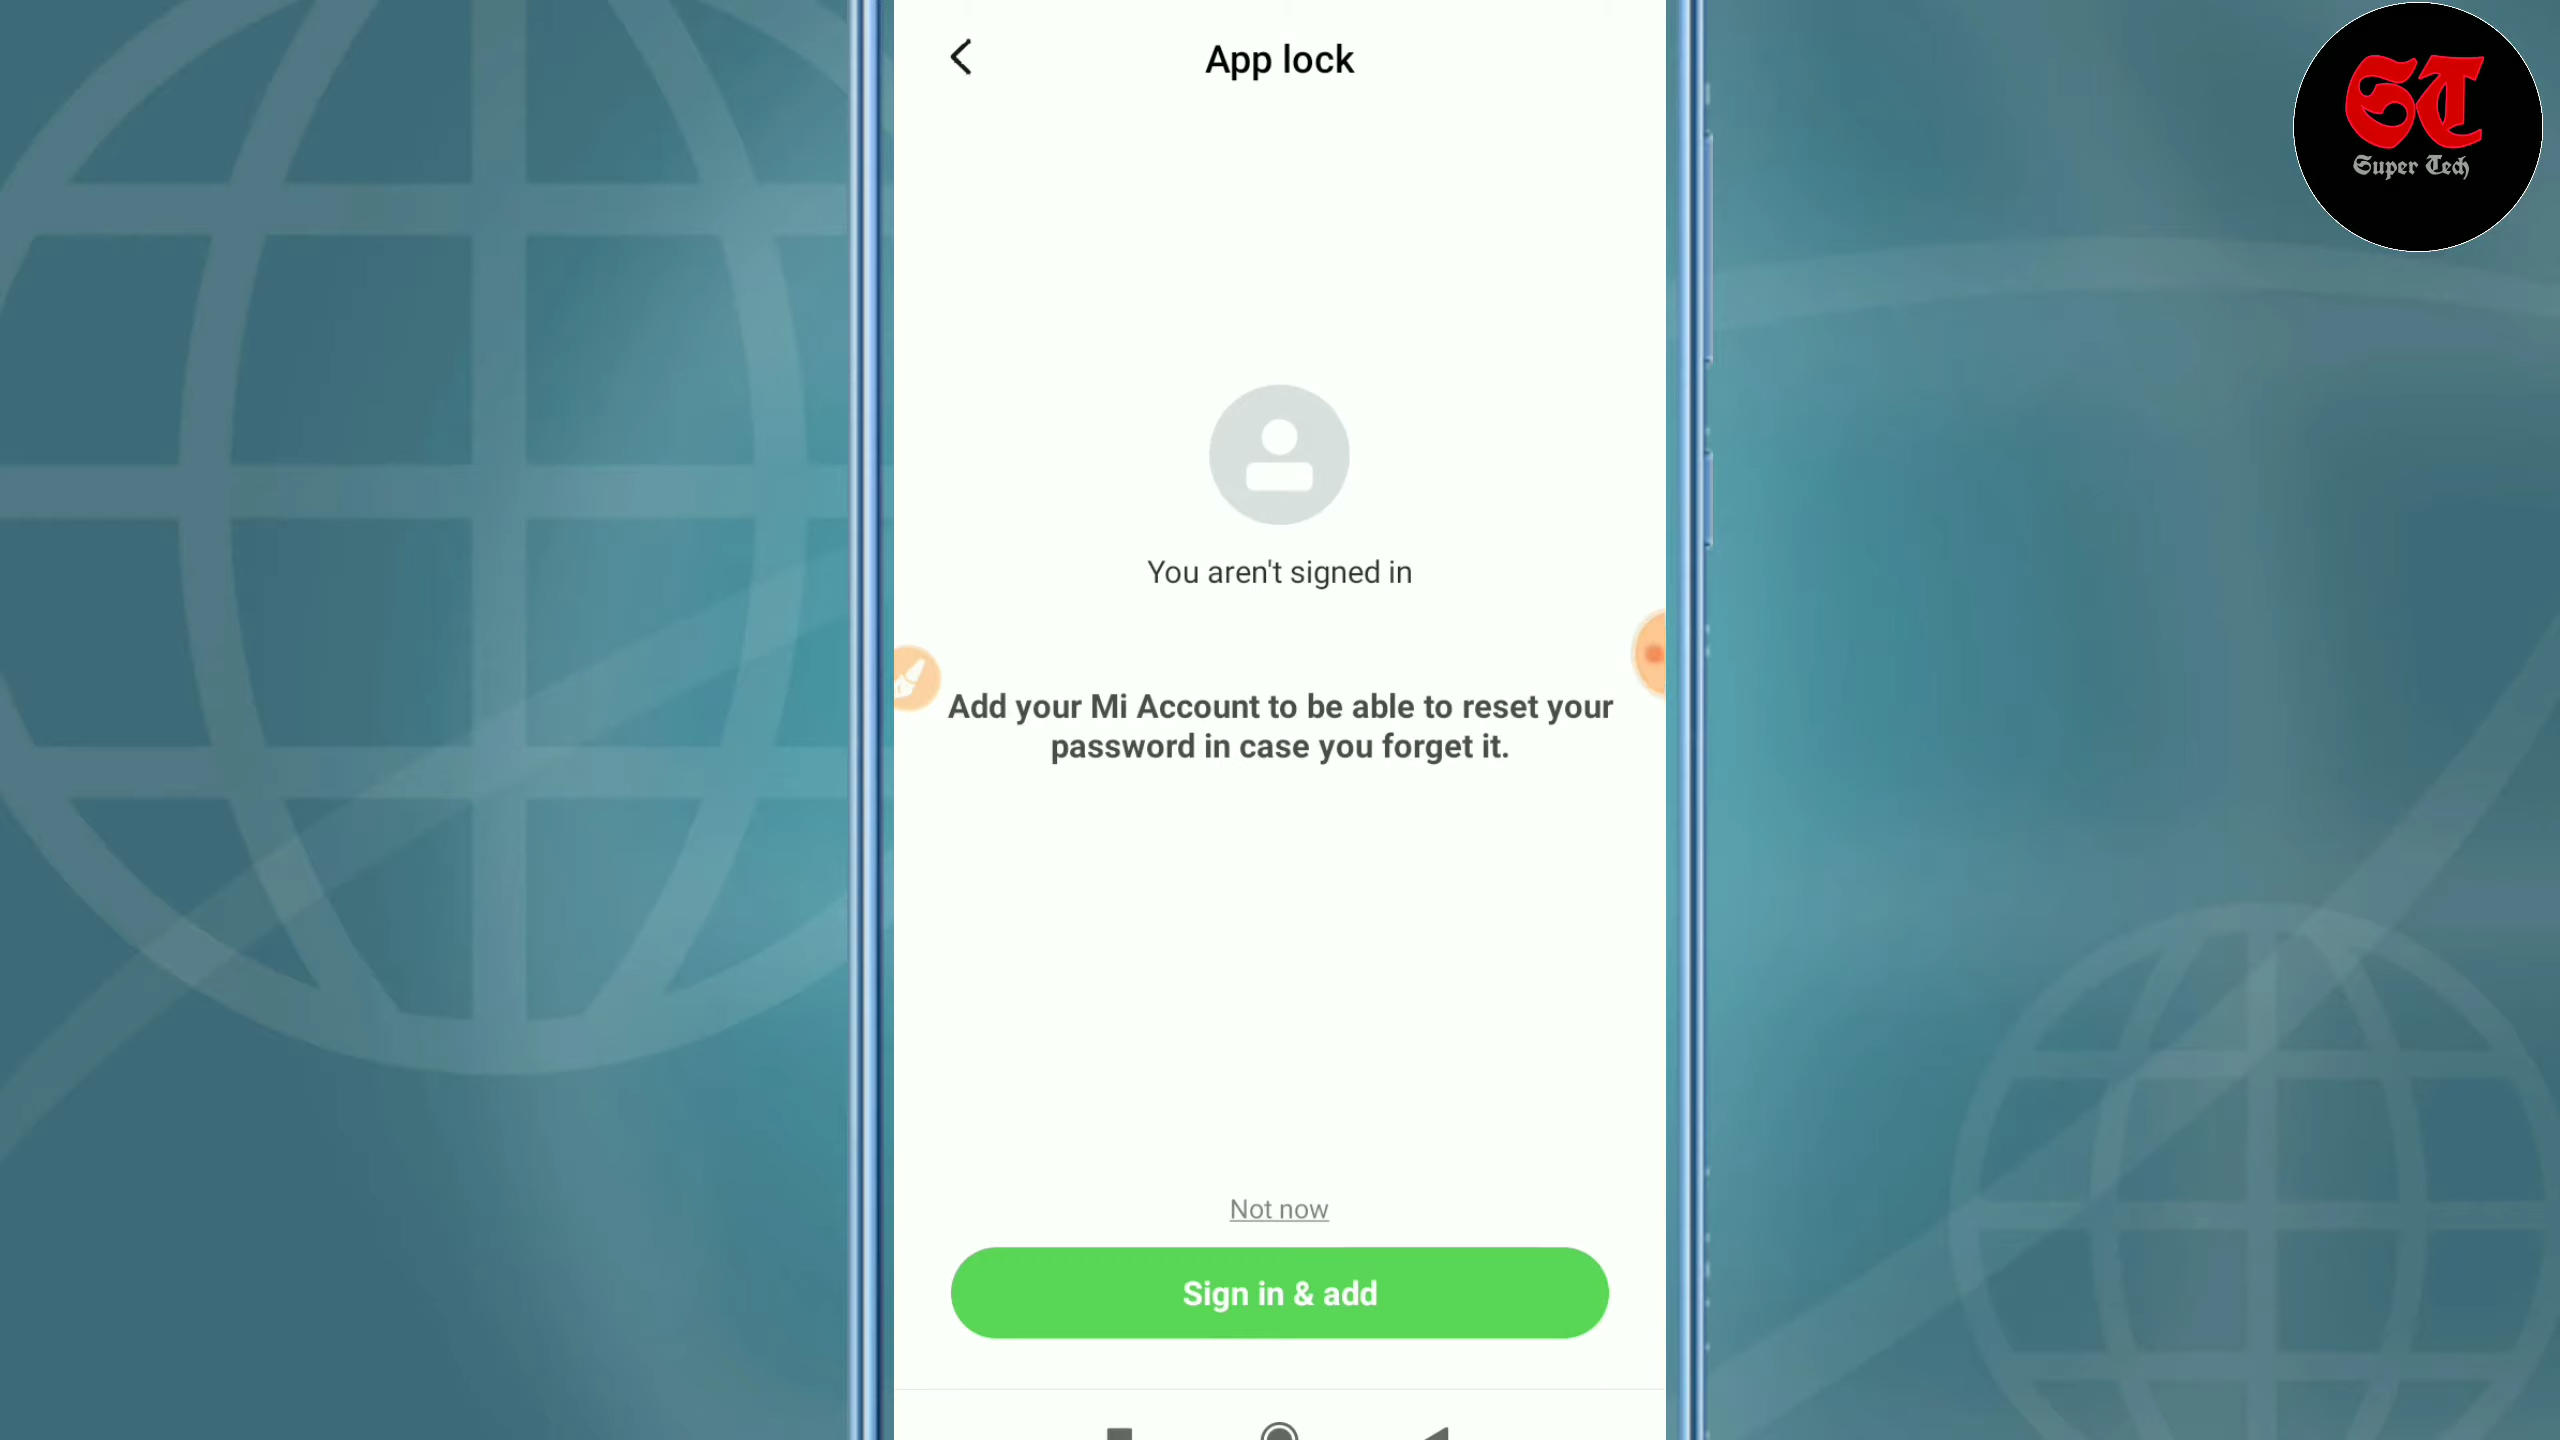 App lock
ST
Super Tech
You aren't signed in
Add your Mi Account to be able to reset your
password in case you forget it.
Not now
Sign in & add